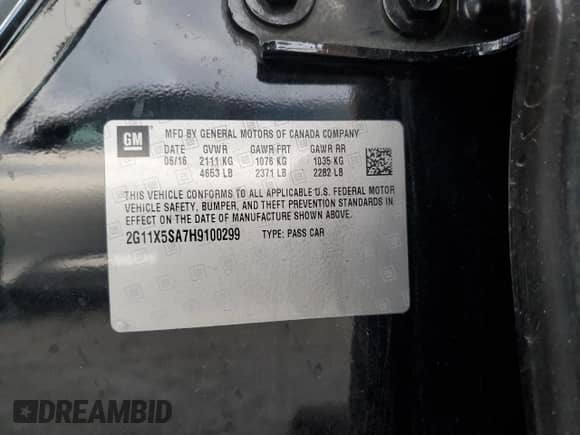 GM
MFD BY GENERAL MOTORS OF CANADA COMPANY
DATE GVWR GAWR FRT GAWR RR
05/16 2111 KG 1076 KG 1035 KG
4653 LB 2371 LB 2282 LB
THIS VEHICLE CONFORMS TO ALL APPLICABLE U.S. FEDERAL MOTOR
VEHICLE SAFETY, BUMPER, AND THEFT PREVENTION STANDARDS IN
EFFECT ON THE DATE OF MANUFACTURE SHOWN ABOVE.
2G11X5SA7H9100299 TYPE: PASS CAR
DREAMBID